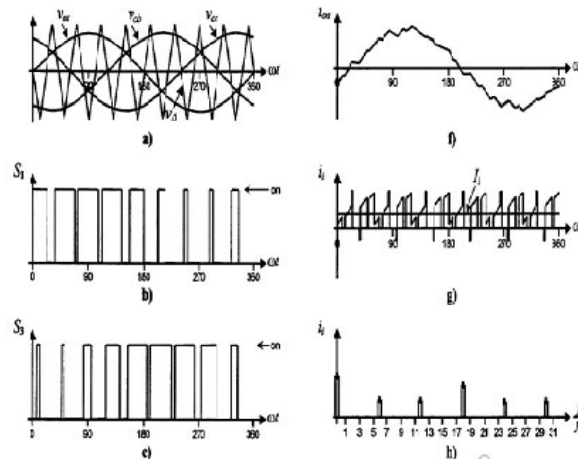 v_ca v_cb v_cc
ωt
90 180 270 360
v_Δ
a)
S_1
on
0 90 180 270 360
ωt
b)
S_3
on
0 90 180 270 360
ωt
c)
i_oa
90 180 270 360
f)
i_i
I_i
0 90 180 270 360
g)
i_i
1 3 5 7 9 11 13 15 17 19 21 23 25 27 29 31
h)